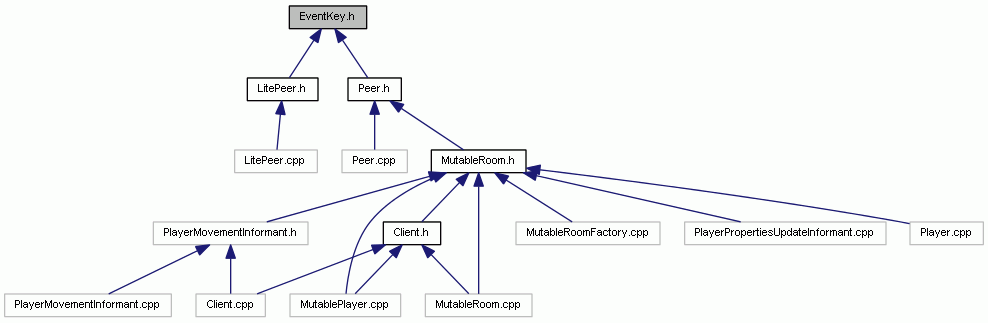 EventKey.h
LitePeer.h
Peer.h
LitePeer.cpp
Peer.cpp
MutableRoom.h
PlayerMovementInformant.h
Client.h
MutableRoomFactory.cpp
PlayerPropertiesUpdateInformant.cpp
Player.cpp
PlayerMovementInformant.cpp
Client.cpp
MutablePlayer.cpp
MutableRoom.cpp